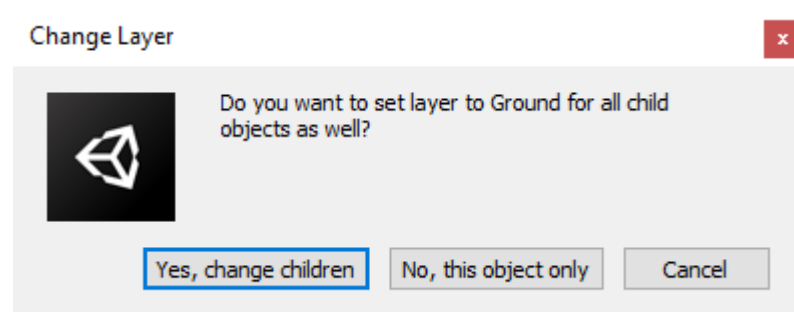 Change Layer
x
Do you want to set layer to Ground for all child
objects as well?
Yes, change children
No, this object only
Cancel